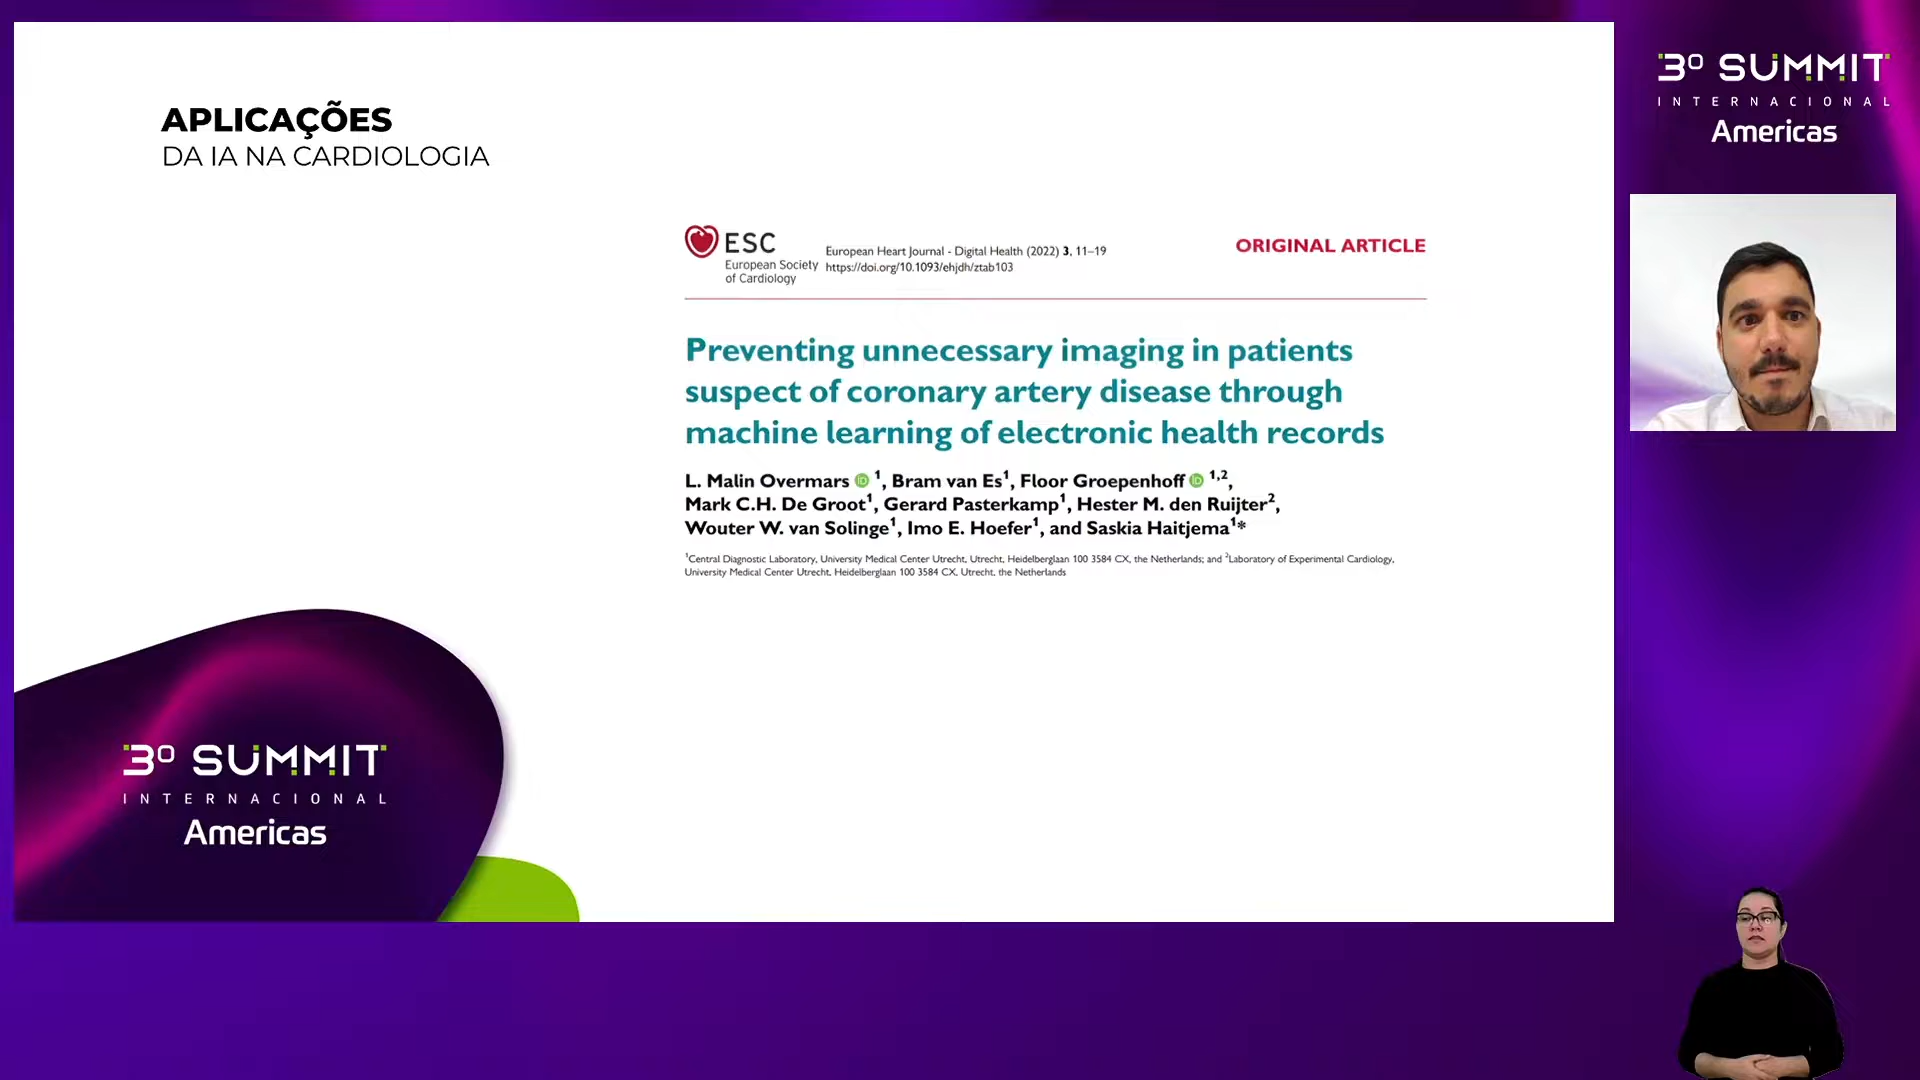 APLICAÇÕES
DA IA NA CARDIOLOGIA
ESC
European Society
of Cardiology
European Heart Journal - Digital Health (2022) 3, 11–19
https://doi.org/10.1093/ehjdh/ztab103
ORIGINAL ARTICLE
Preventing unnecessary imaging in patients
suspect of coronary artery disease through
machine learning of electronic health records
L. Malin Overmars iD 1, Bram van Es1, Floor Groepenhoff iD 1,2,
Mark C.H. De Groot1, Gerard Pasterkamp1, Hester M. den Ruijter2,
Wouter W. van Solinge1, Imo E. Hoefer1, and Saskia Haitjema1*
1Central Diagnostic Laboratory, University Medical Center Utrecht, Utrecht, Heidelberglaan 100 3584 CX, the Netherlands; and 2Laboratory of Experimental Cardiology,
University Medical Center Utrecht, Heidelberglaan 100 3584 CX, Utrecht, the Netherlands
3º SUMMIT
INTERNACIONAL
Americas
3º SUMMIT
INTERNACIONAL
Americas